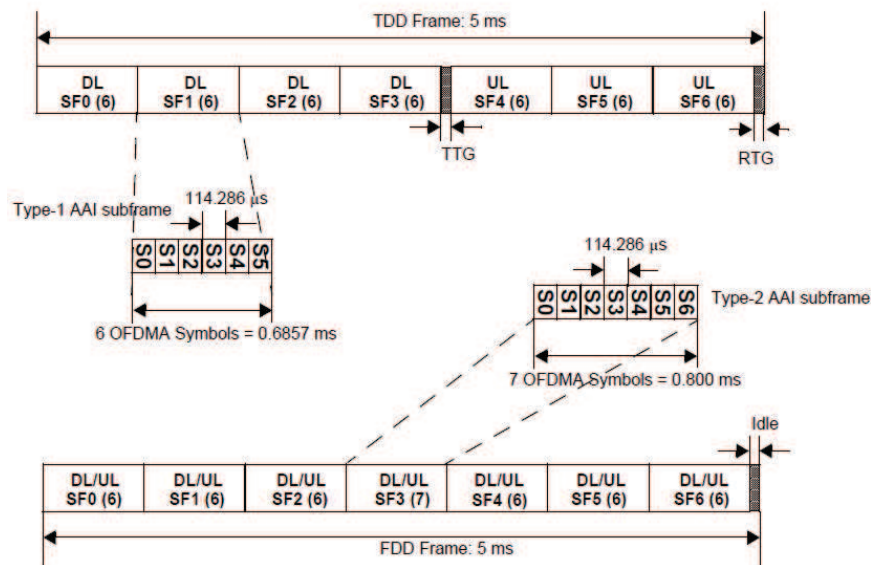 TDD Frame: 5 ms
DL DL DL DL UL UL UL
SF0 (6) SF1 (6) SF2 (6) SF3 (6) SF4 (6) SF5 (6) SF6 (6)
TTG
RTG
114.286 µs
Type-1 AAI subframe
S0 S1 S2 S3 S4 S5
6 OFDMA Symbols = 0.6857 ms
114.286 µs
S0 S1 S2 S3 S4 S5 S6
Type-2 AAI subframe
7 OFDMA Symbols = 0.800 ms
Idle
DL/UL DL/UL DL/UL DL/UL DL/UL DL/UL DL/UL
SF0 (6) SF1 (6) SF2 (6) SF3 (7) SF4 (6) SF5 (6) SF6 (6)
FDD Frame: 5 ms